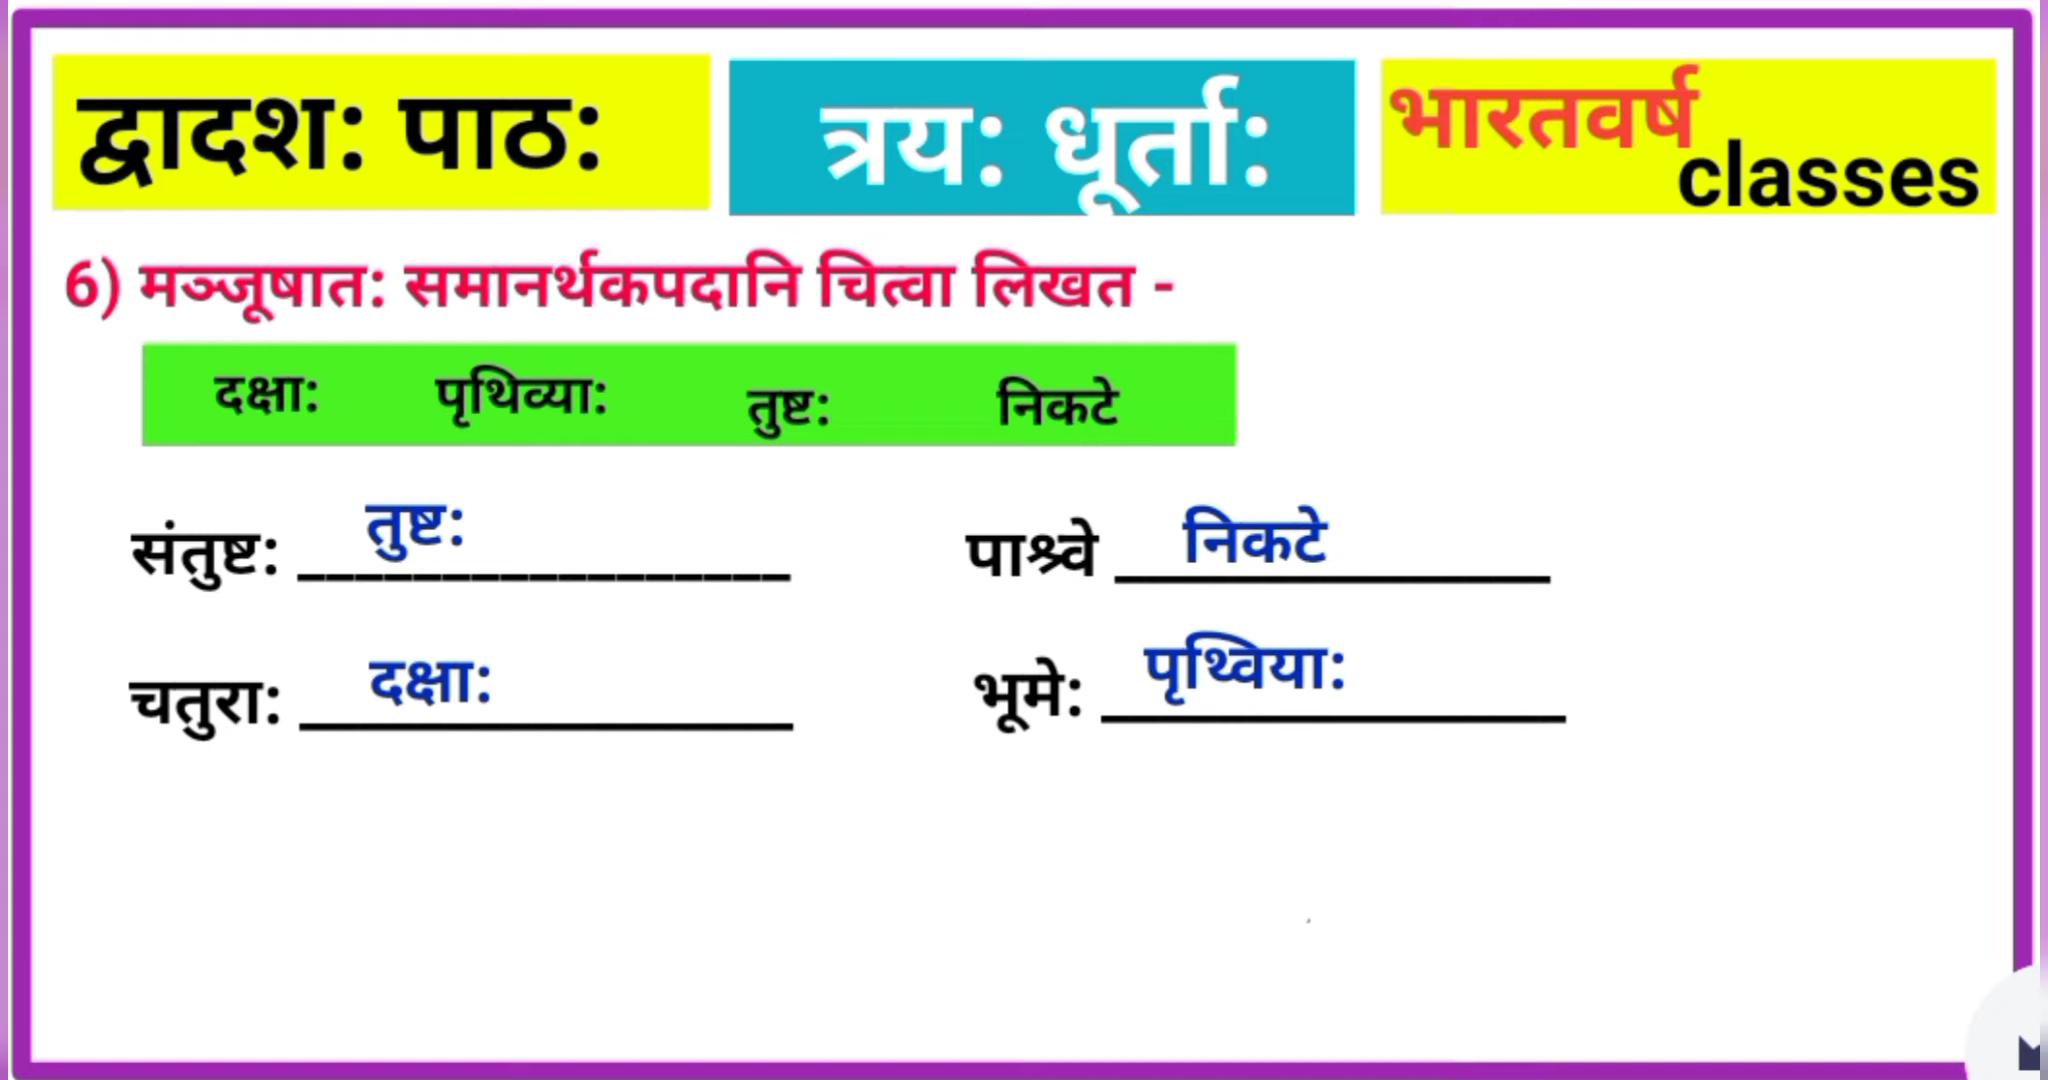 द्वादश: पाठ: त्रय: धूर्ता: भारतवर्ष classes
6) मञ्जूषात: समानर्थकपदानि चित्वा लिखत -
दक्षा: पृथिव्या: तुष्ट: निकटे
संतुष्ट: तुष्ट: पाश्र्वे निकटे
चतुरा: दक्षा: भूमे: पृथ्विया: